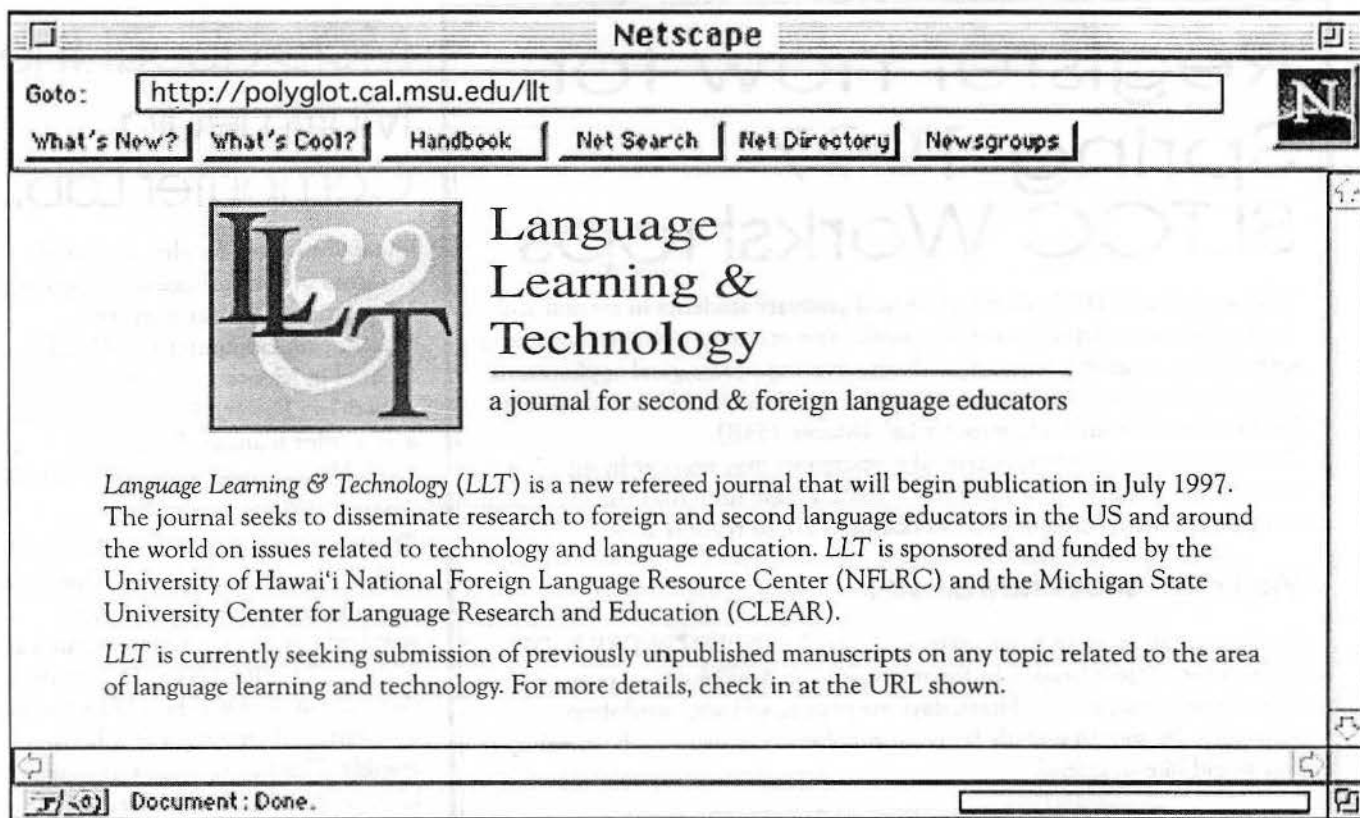 Netscape
Goto: http://polyglot.cal.msu.edu/llt
What's New? What's Cool? Handbook Net Search Net Directory Newsgroups
N
LL&T
Language
Learning &
Technology
a journal for second & foreign language educators
Language Learning & Technology (LLT) is a new refereed journal that will begin publication in July 1997.
The journal seeks to disseminate research to foreign and second language educators in the US and around
the world on issues related to technology and language education. LLT is sponsored and funded by the
University of Hawai‘i National Foreign Language Resource Center (NFLRC) and the Michigan State
University Center for Language Research and Education (CLEAR).
LLT is currently seeking submission of previously unpublished manuscripts on any topic related to the area
of language learning and technology. For more details, check in at the URL shown.
Document: Done.